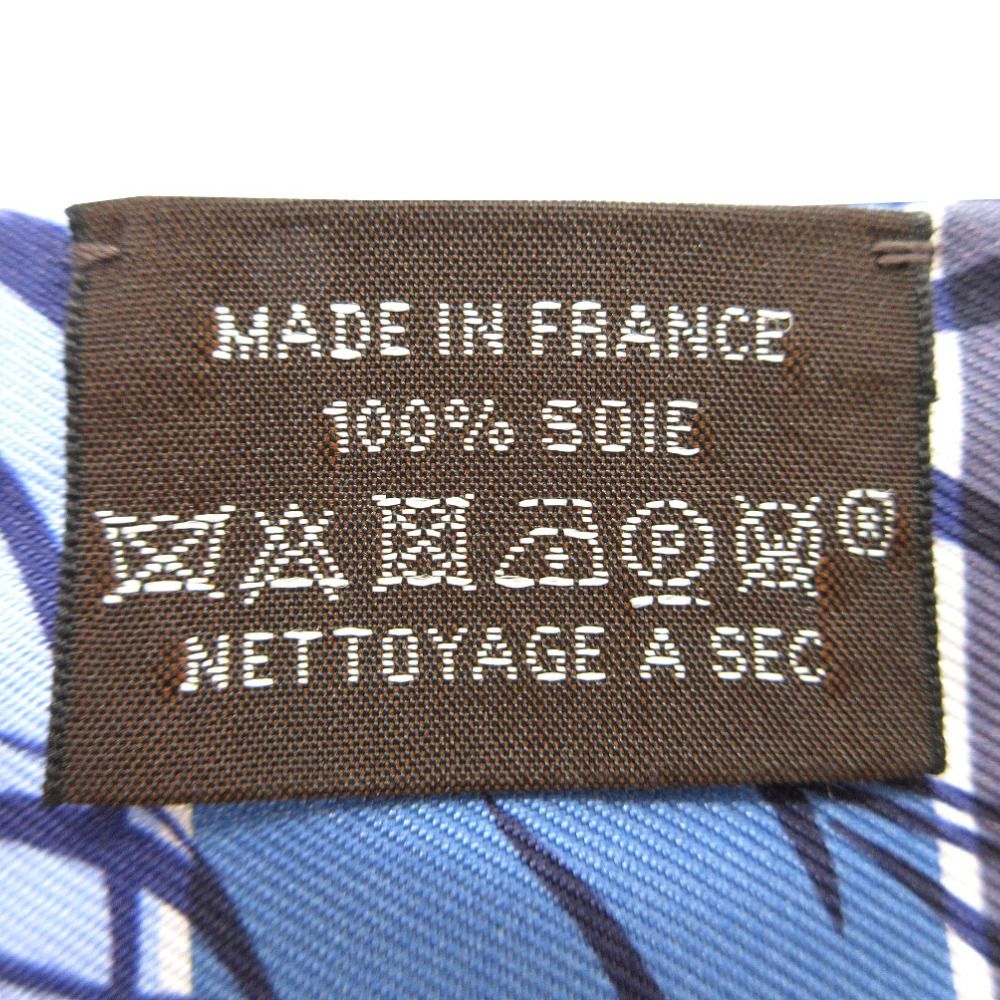 MADE IN FRANCE
100% SOIE
P ®
NETTOYAGE A SEC